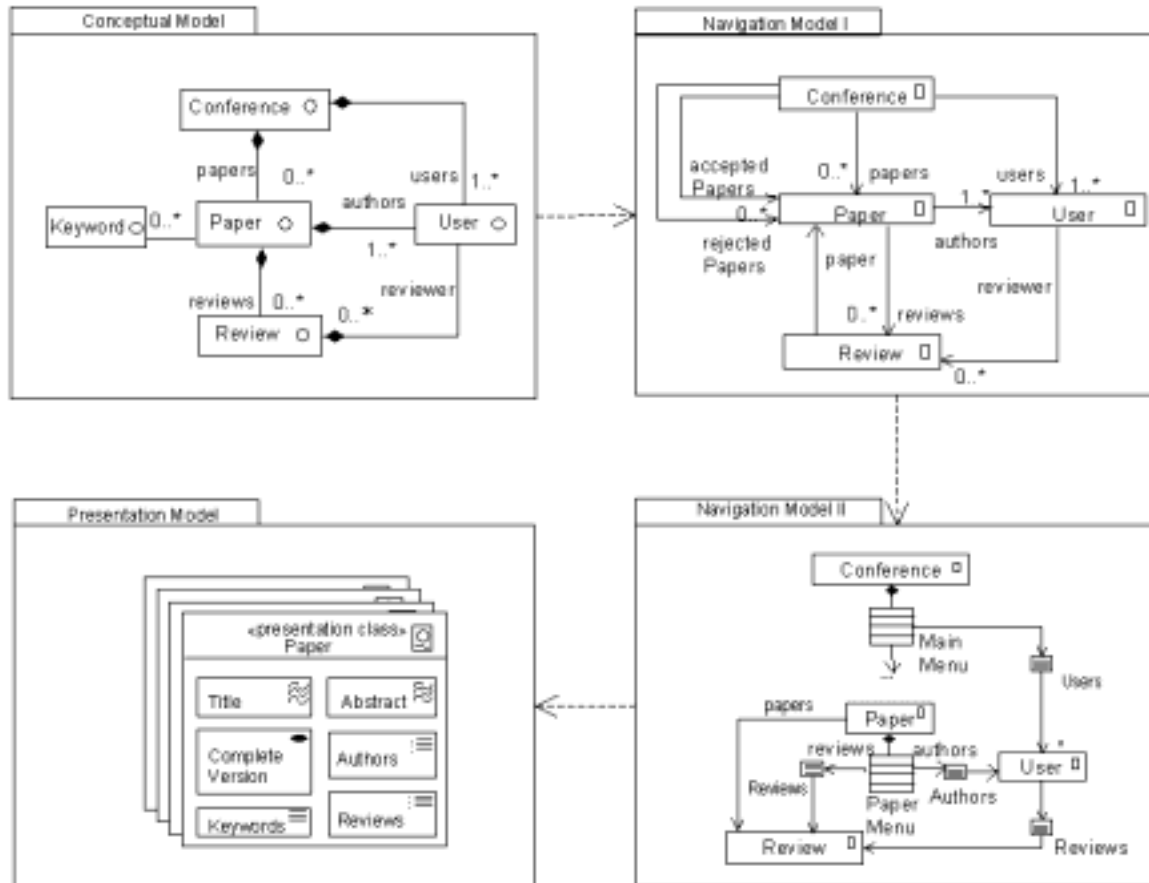 Conceptual Model
Conference
papers
0..*
users
1..*
authors
Keyword
0..*
Paper
User
1..*
reviews
0..*
reviewer
0..*
Review
Navigation Model I
Conference
accepted
Papers
0..*
papers
users
1..*
0..*
Paper
1..*
User
rejected
Papers
authors
paper
reviewer
0..*
reviews
Review
0..*
Presentation Model
«presentation class»
Paper
Title
Abstract
Complete
Version
Authors
Keywords
Reviews
Navigation Model II
Conference
Main
Menu
...
Users
papers
Paper
reviews
authors
*
User
Reviews
Authors
Paper
Menu
Review
Reviews